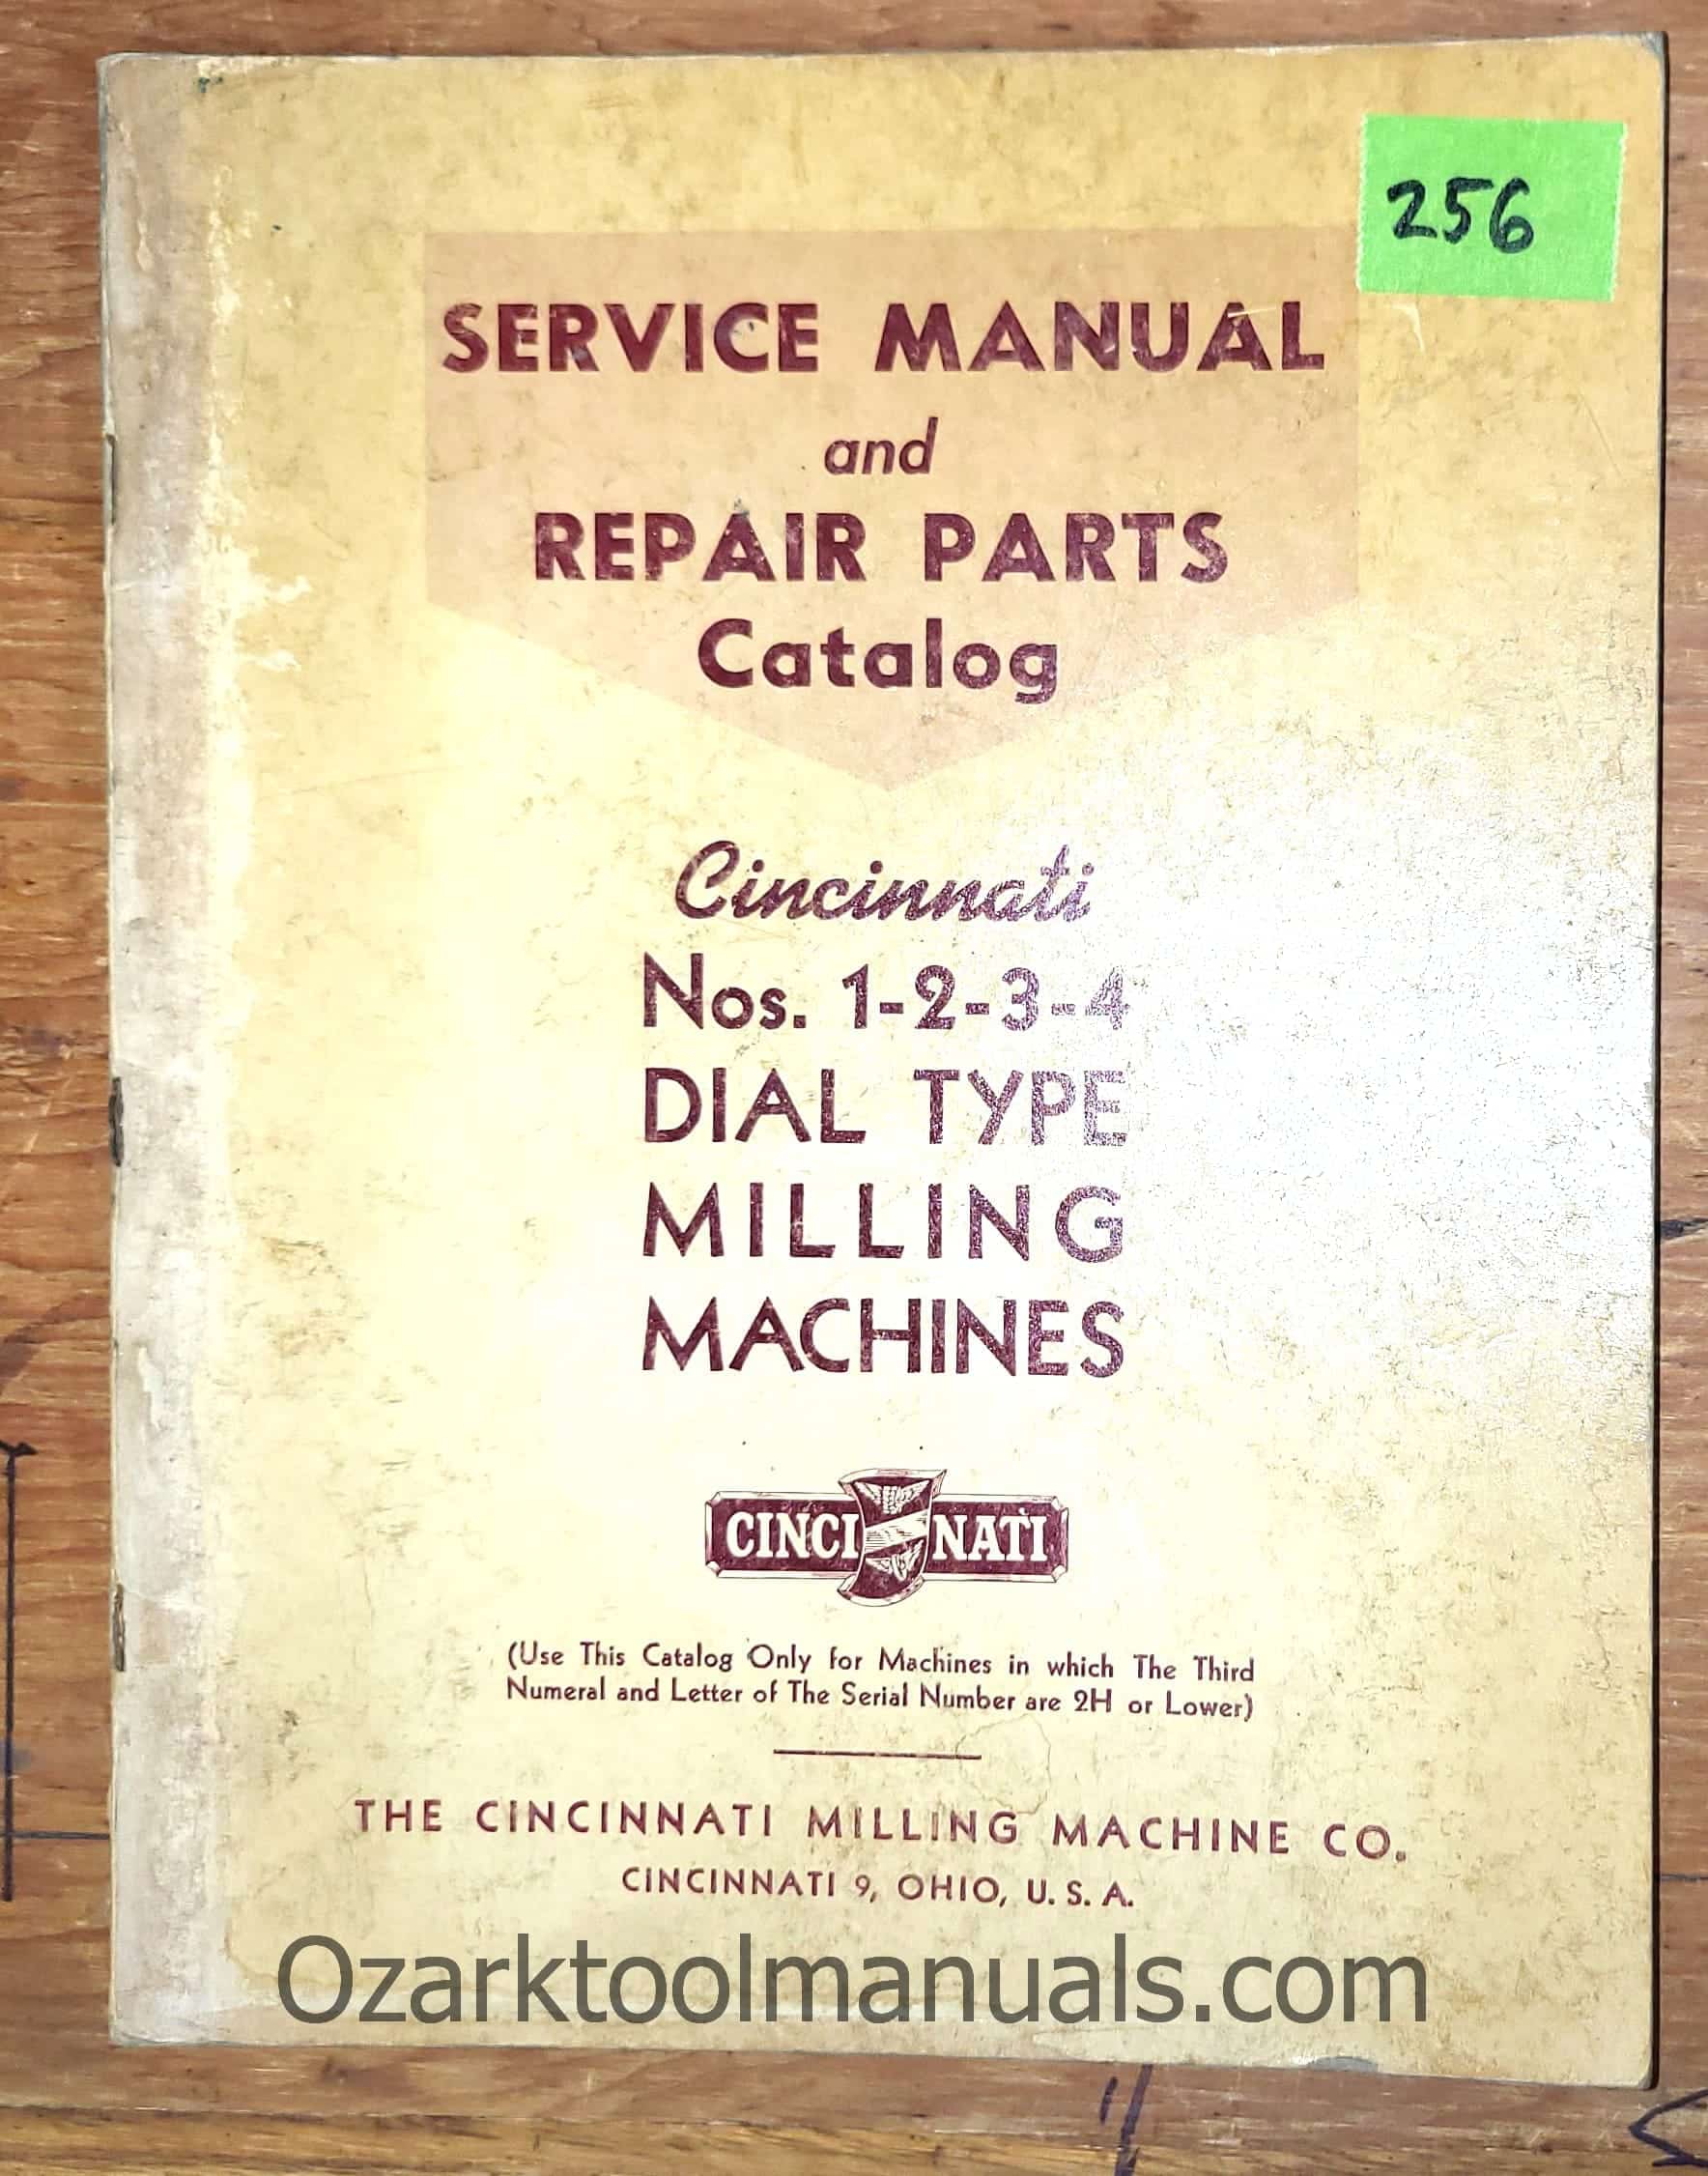 256
SERVICE MANUAL
and
REPAIR PARTS
Catalog
Cincinnati
Nos. 1-2-3-4
DIAL TYPE
MILLING
MACHINES
CINCINNATI
(Use This Catalog Only for Machines in which The Third
Numeral and Letter of The Serial Number are 2H or Lower)
THE CINCINNATI MILLING MACHINE CO.
CINCINNATI 9, OHIO, U. S. A.
Ozarktoolmanuals.com